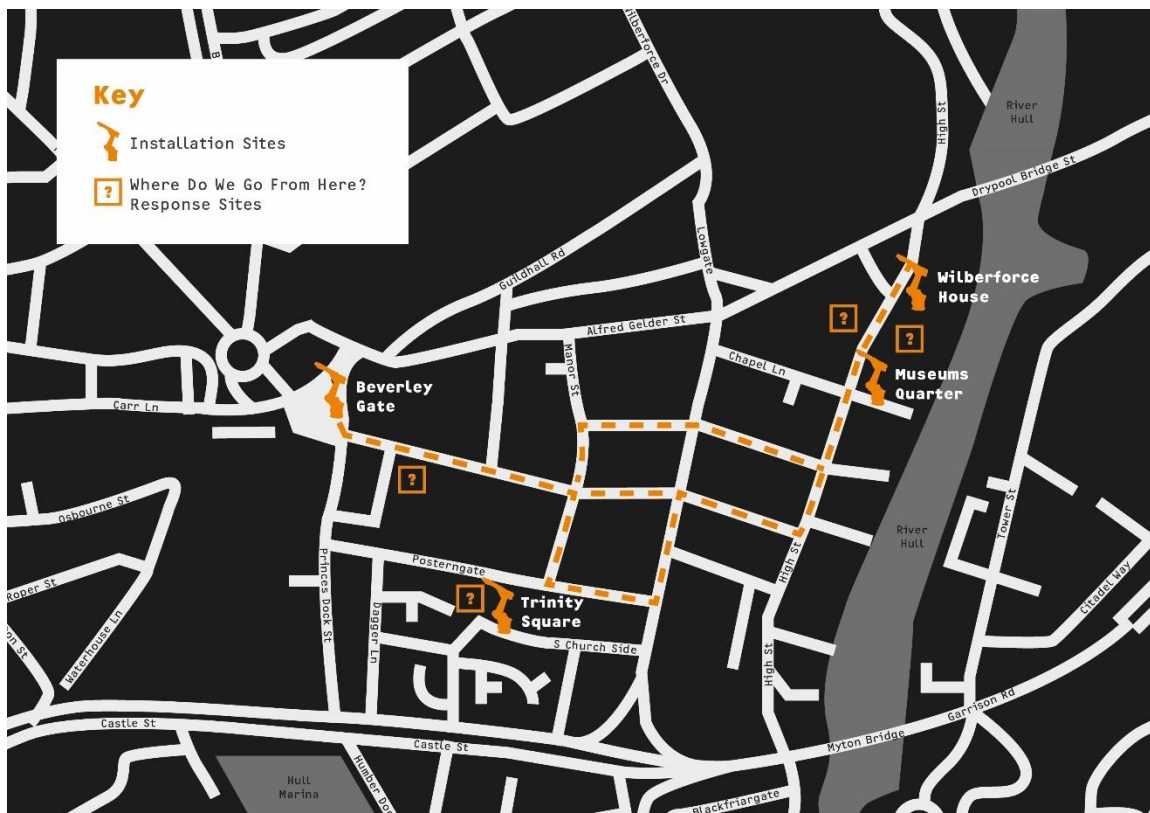 Key
Installation Sites
Where Do We Go From Here?
Response Sites
?
Wilberforce Dr
High St
River
Hull
Drypool Bridge St
Lowgate
Guildhall Rd
Wilberforce
House
?
?
Alfred Gelder St
Manor St
Chapel Ln
Museums
Quarter
Beverley
Gate
Carr Ln
?
Osbourne St
Tower St
River
Hull
High St
Posterngate
Princes Dock St
Roper St
Waterhouse Ln
Dagger Ln
?
Trinity
Square
S Church Side
Citadel Way
High St
Garrison Rd
Castle St
Castle St
Myton Bridge
Hull
Marina
Blackfriargate